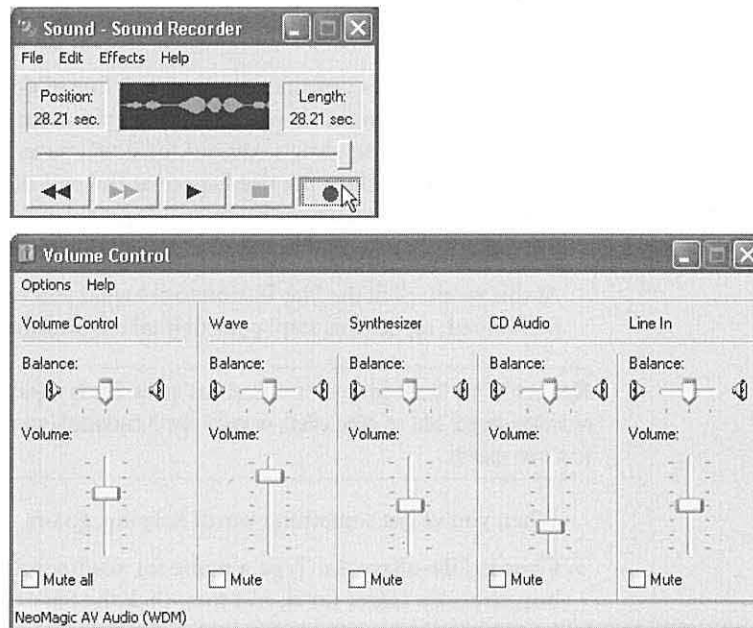 Sound - Sound Recorder
File Edit Effects Help
Position: Length:
28.21 sec. 28.21 sec.
Volume Control
Options Help
Volume Control Wave Synthesizer CD Audio Line In
Balance: Balance: Balance: Balance: Balance:
Volume: Volume: Volume: Volume: Volume:
Mute all Mute Mute Mute Mute
NeoMagic AV Audio (WDM)